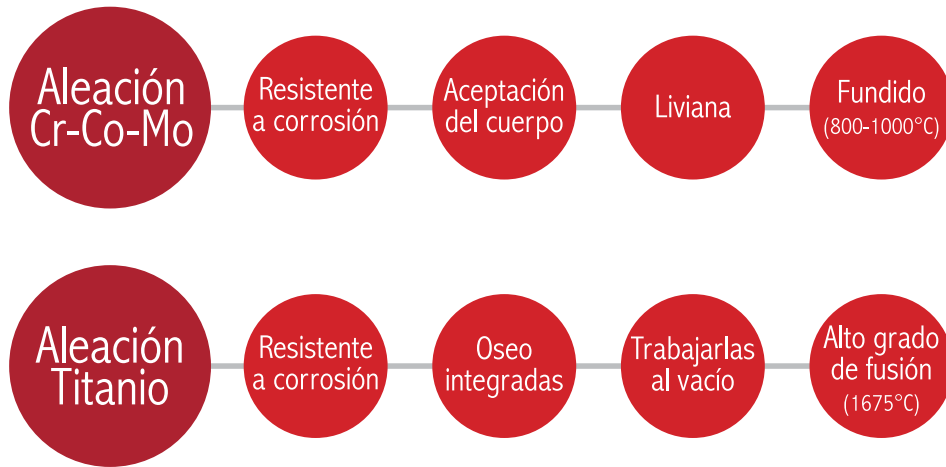 Aleación
Cr-Co-Mo
Resistente
a corrosión
Aceptación
del cuerpo
Liviana
Fundido
(800-1000°C)
Aleación
Titanio
Resistente
a corrosión
Oseo
integradas
Trabajarlas
al vacío
Alto grado
de fusión
(1675°C)